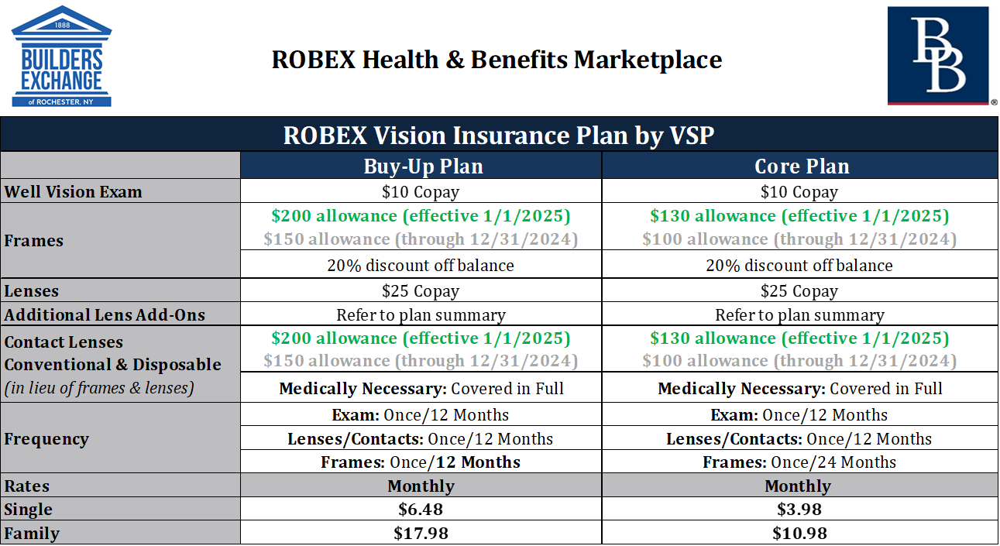 1888
BUILDERS
EXCHANGE
of ROCHESTER, NY
ROBEX Health & Benefits Marketplace
BB
®
ROBEX Vision Insurance Plan by VSP
Buy-Up Plan Core Plan
Well Vision Exam $10 Copay $10 Copay
Frames
$200 allowance (effective 1/1/2025) $130 allowance (effective 1/1/2025)
$150 allowance (through 12/31/2024) $100 allowance (through 12/31/2024)
20% discount off balance 20% discount off balance
Lenses $25 Copay $25 Copay
Additional Lens Add-Ons Refer to plan summary Refer to plan summary
Contact Lenses $200 allowance (effective 1/1/2025) $130 allowance (effective 1/1/2025)
Conventional & Disposable $150 allowance (through 12/31/2024) $100 allowance (through 12/31/2024)
(in lieu of frames & lenses) Medically Necessary: Covered in Full Medically Necessary: Covered in Full
Frequency
Exam: Once/12 Months Exam: Once/12 Months
Lenses/Contacts: Once/12 Months Lenses/Contacts: Once/12 Months
Frames: Once/12 Months Frames: Once/24 Months
Rates Monthly Monthly
Single $6.48 $3.98
Family $17.98 $10.98